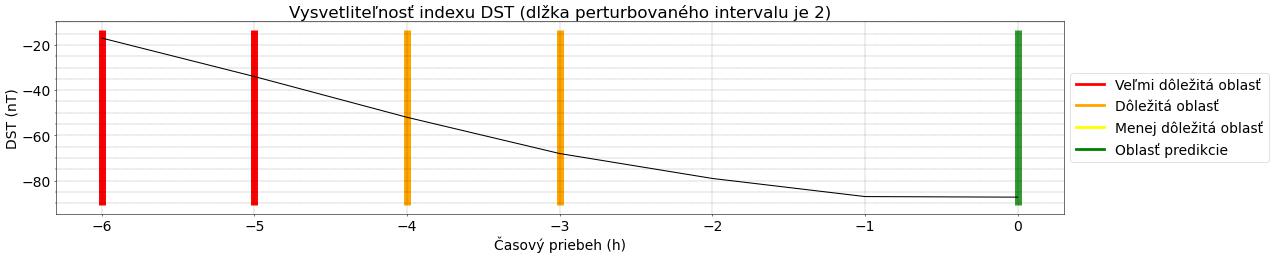 Vysvetliteľnosť indexu DST (dlžka perturbovaného intervalu je 2)
DST (nT)
−20
−40
−60
−80
−6 −5 −4 −3 −2 −1 0
Časový priebeh (h)
Veľmi dôležitá oblasť
Dôležitá oblasť
Menej dôležitá oblasť
Oblasť predikcie